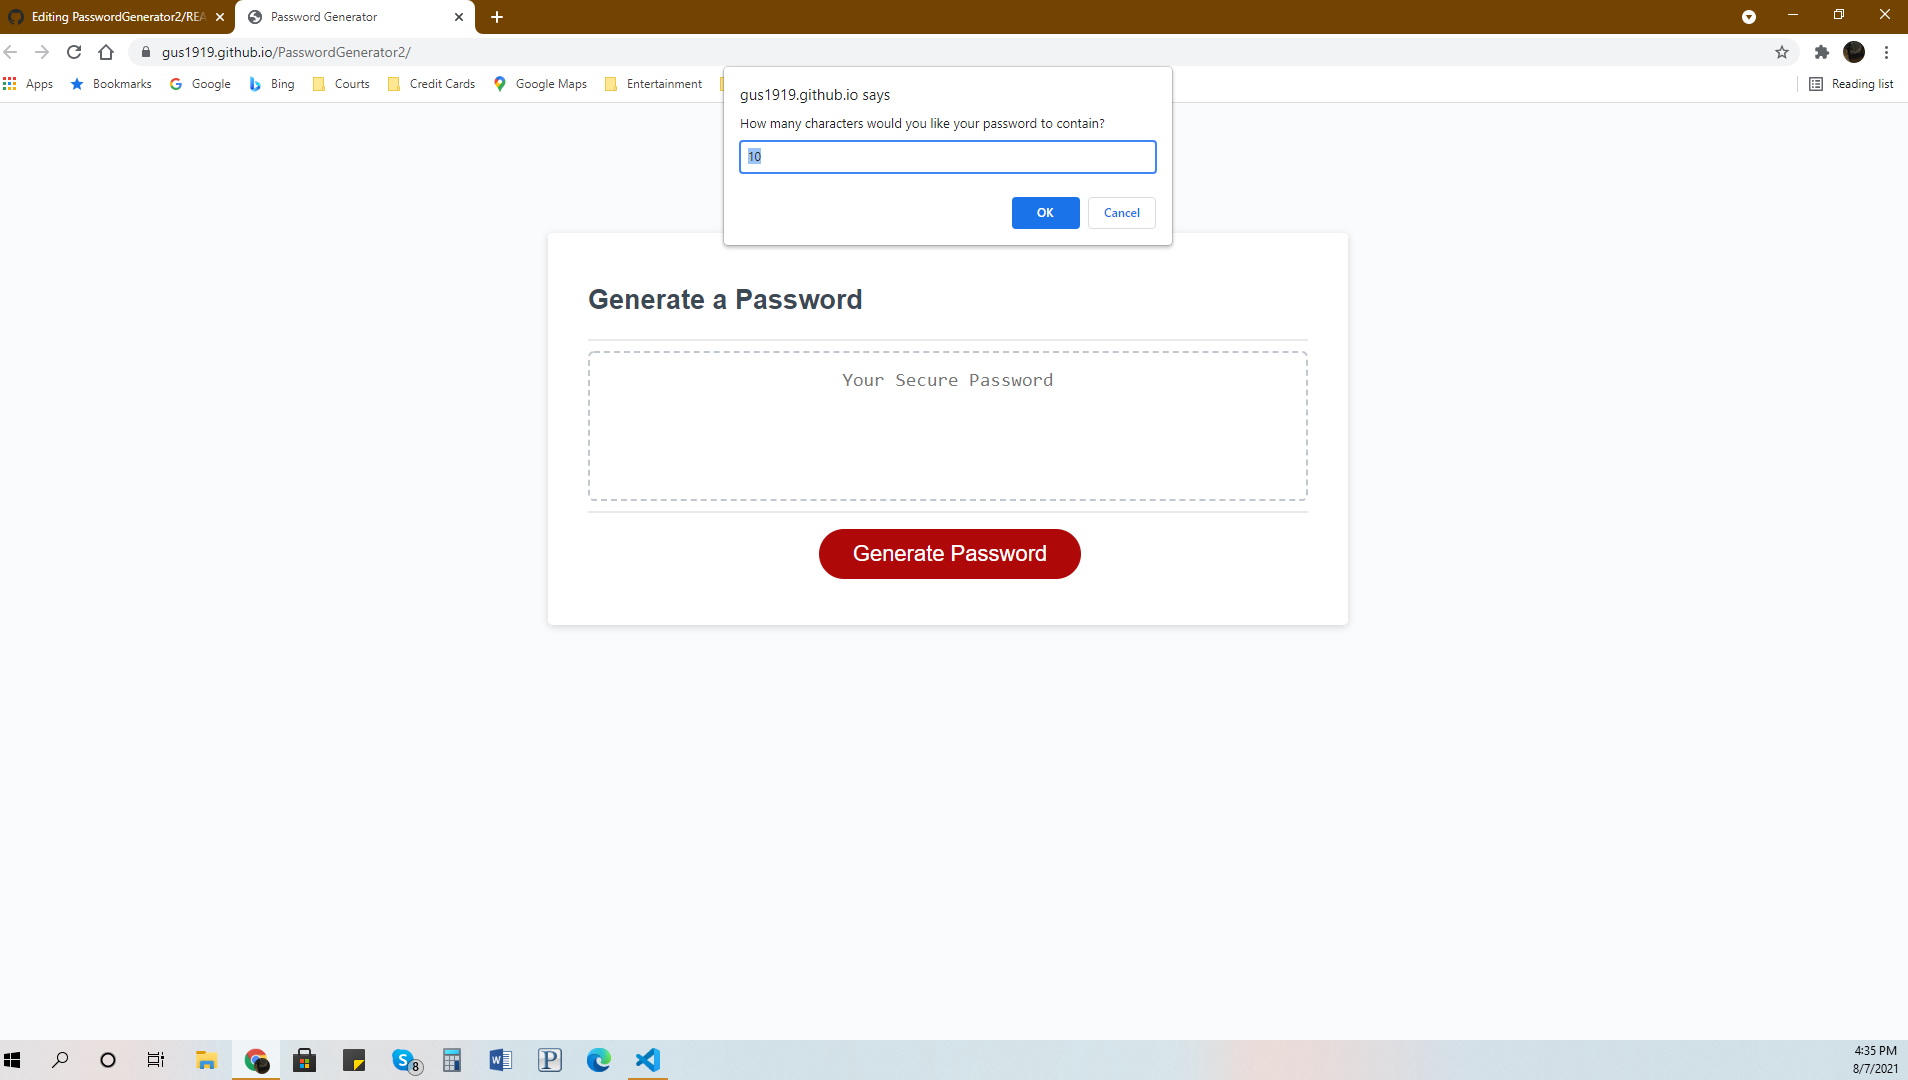 Editing PasswordGenerator2/REA
Password Generator
gus1919.github.io/PasswordGenerator2/
Apps
Bookmarks
Google
Bing
Courts
Credit Cards
Google Maps
Entertainment
Reading list
gus1919.github.io says
How many characters would you like your password to contain?
10
OK
Cancel
Generate a Password
Your Secure Password
Generate Password
8
4:35 PM
8/7/2021